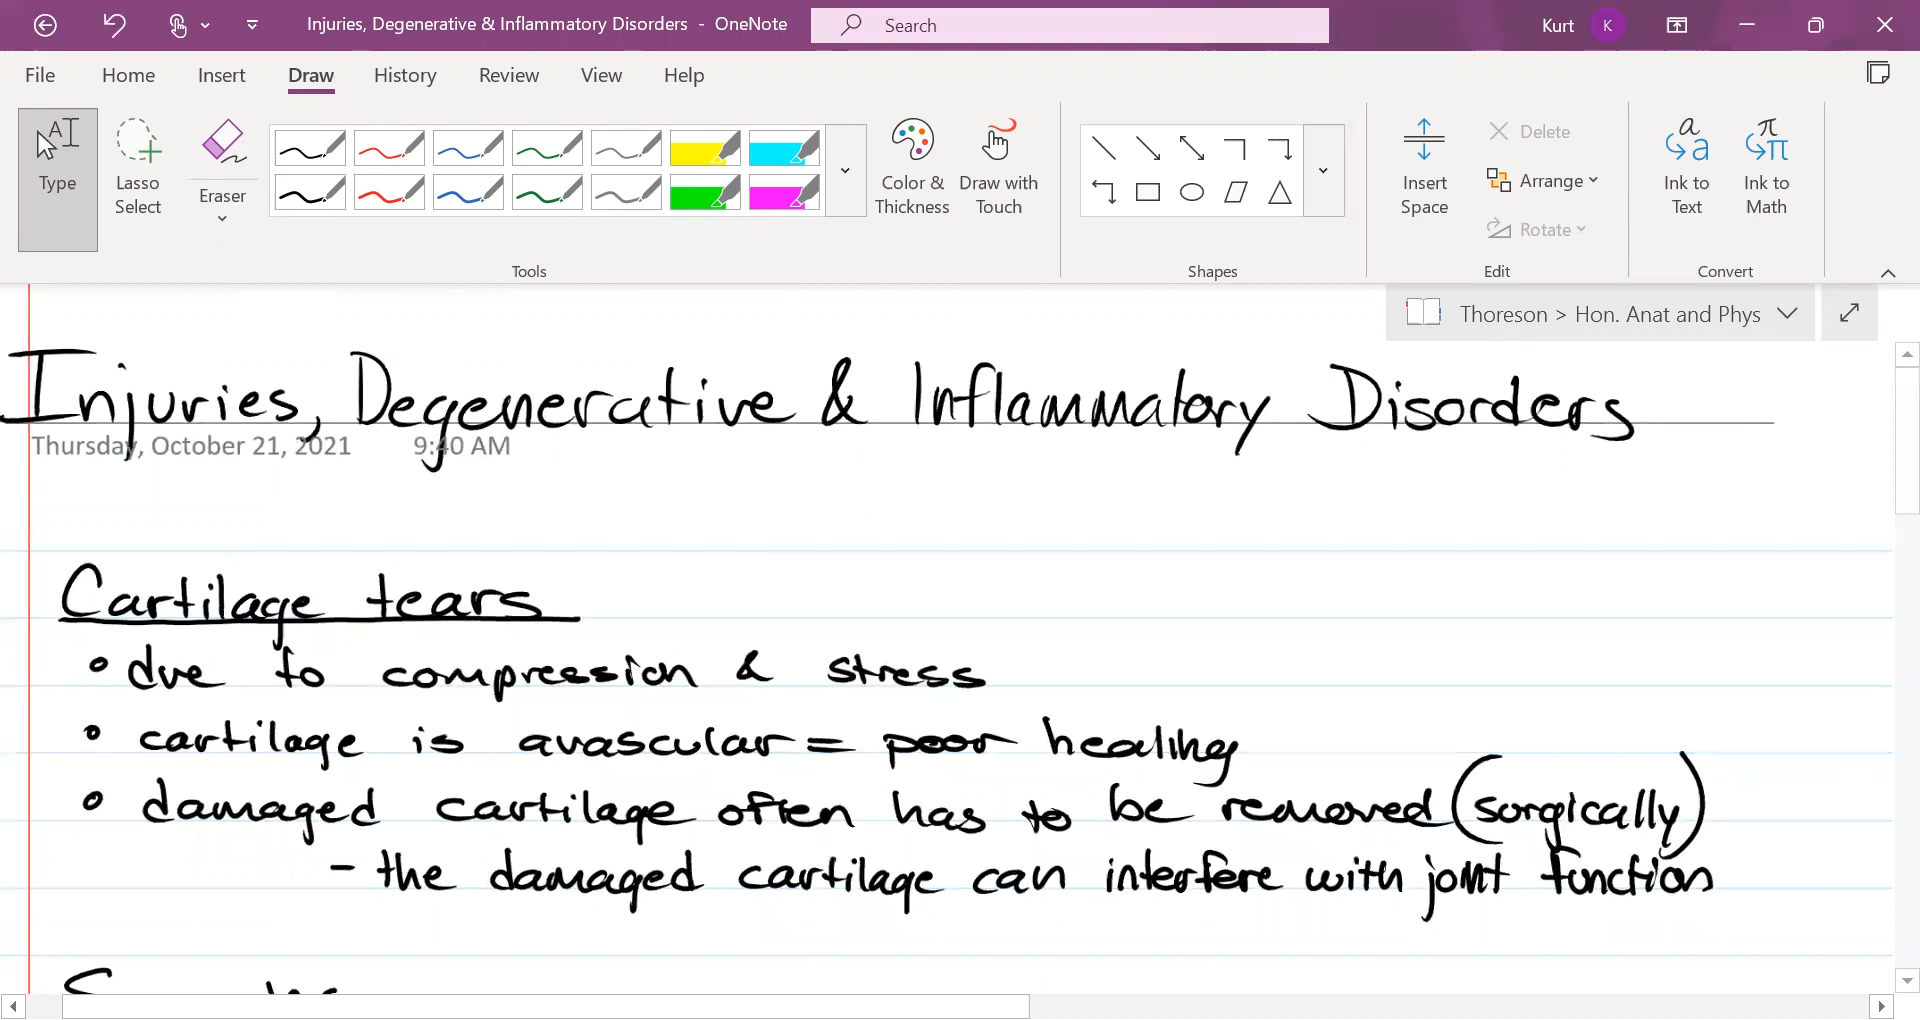 Injuries, Degenerative & Inflammatory Disorders - OneNote
Search
Kurt K
File Home Insert Draw History Review View Help
Type
Lasso Select
Eraser
Color & Thickness
Draw with Touch
Insert Space
Delete
Arrange
Rotate
Ink to Text
Ink to Math
Tools Shapes Edit Convert
Thoreson > Hon. Anat and Phys
Injuries, Degenerative & Inflammatory Disorders
Thursday, October 21, 2021 9:40 AM
Cartilage tears
• due to compression & stress
• cartilage is avascular = poor healing
• damaged cartilage often has to be removed (surgically)
- the damaged cartilage can interfere with joint function